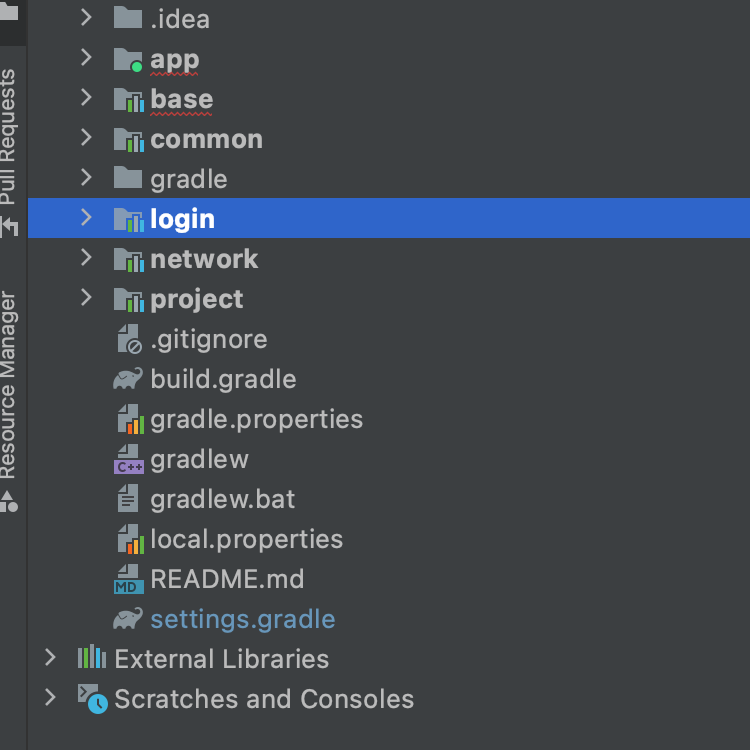 .idea
app
base
common
gradle
login
network
project
.gitignore
build.gradle
gradle.properties
C++ gradlew
gradlew.bat
local.properties
MD README.md
settings.gradle
External Libraries
Scratches and Consoles
Pull Requests
Resource Manager